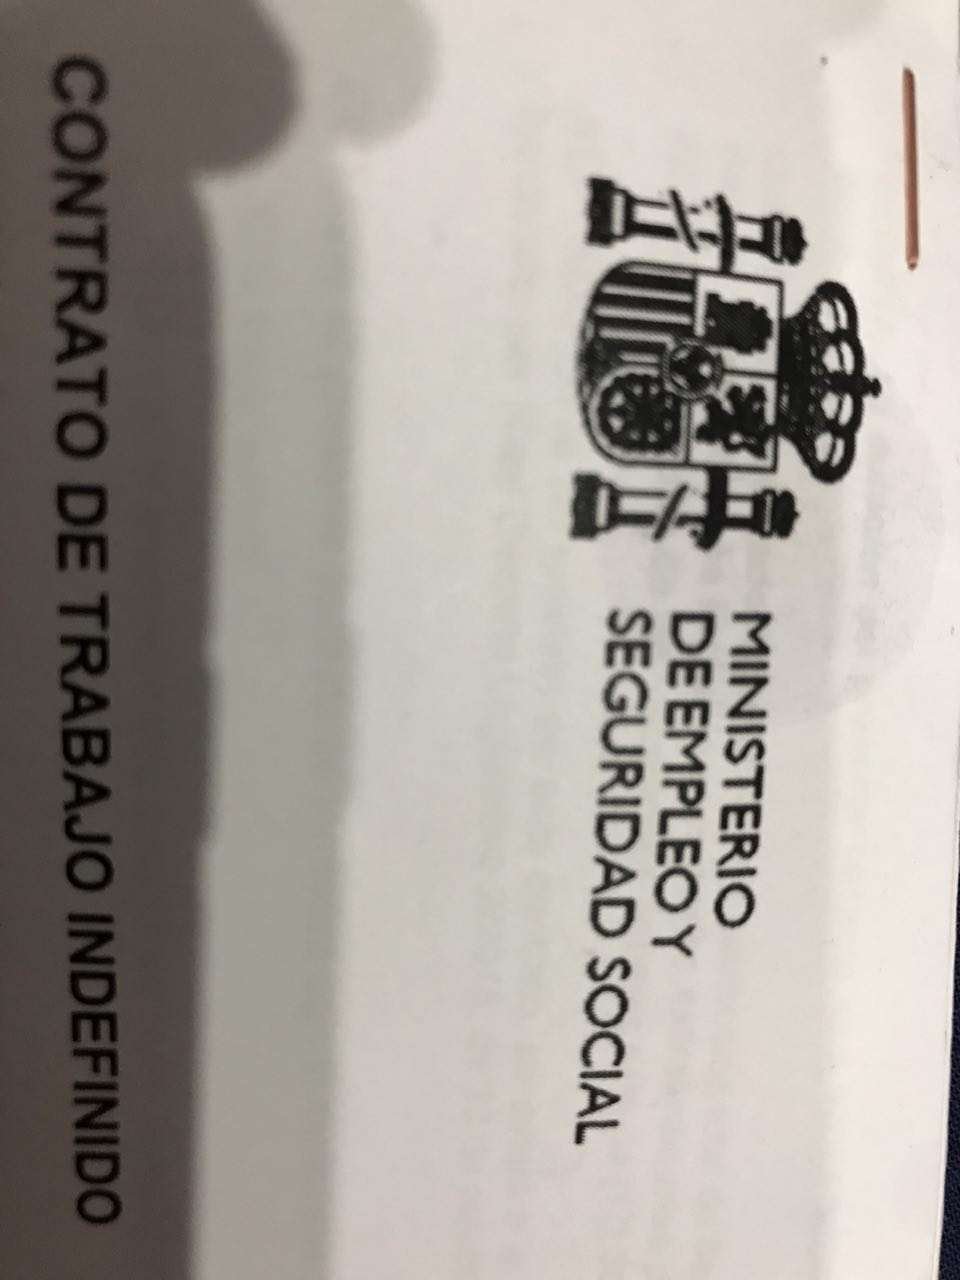 MINISTERIO
DE EMPLEO Y
SEGURIDAD SOCIAL
CONTRATO DE TRABAJO INDEFINIDO